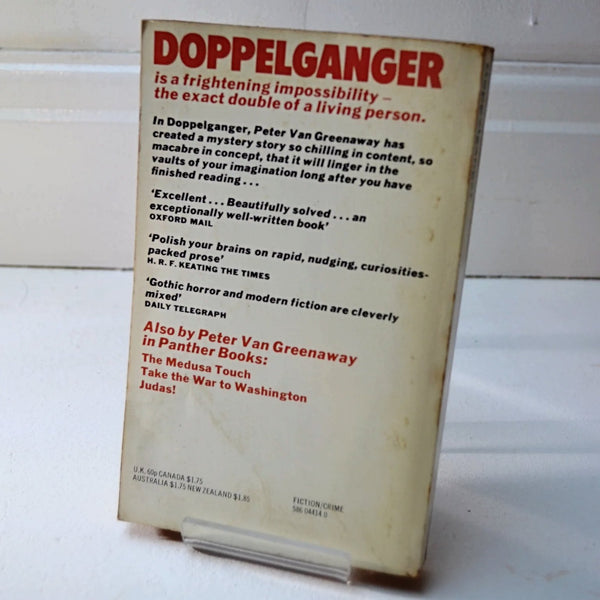 DOPPELGANGER
is a frightening impossibility –
the exact double of a living person.
In Doppelganger, Peter Van Greenaway has
created a mystery story so chilling in content, so
macabre in concept, that it will linger in the
vaults of your imagination long after you have
finished reading . . .
‘Excellent . . . Beautifully solved . . . an
exceptionally well-written book’
OXFORD MAIL
‘Polish your brains on rapid, nudging, curiosities-
packed prose’
H. R. F. KEATING THE TIMES
‘Gothic horror and modern fiction are cleverly
mixed’
DAILY TELEGRAPH
Also by Peter Van Greenaway
in Panther Books:
The Medusa Touch
Take the War to Washington
Judas!
U.K. 60p CANADA $1.75
AUSTRALIA $1.75 NEW ZEALAND $1.85
FICTION/CRIME
586 04414 0